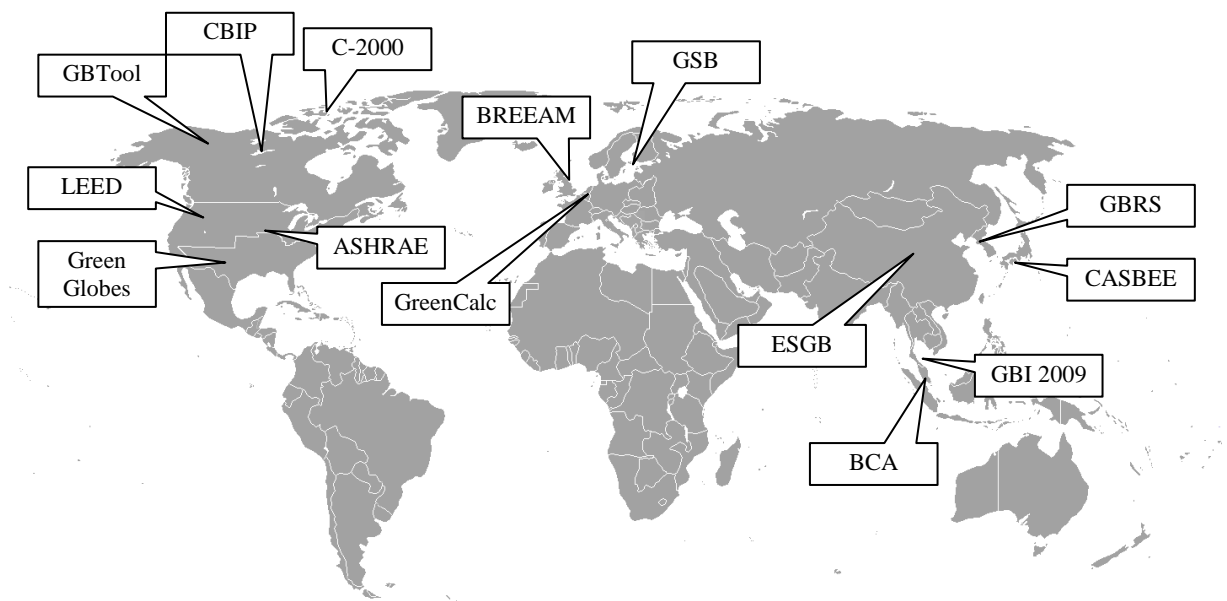 CBIP
C-2000
GSB
GBTool
BREEAM
LEED
GBRS
ASHRAE
Green
Globes
CASBEE
GreenCalc
ESGB
GBI 2009
BCA